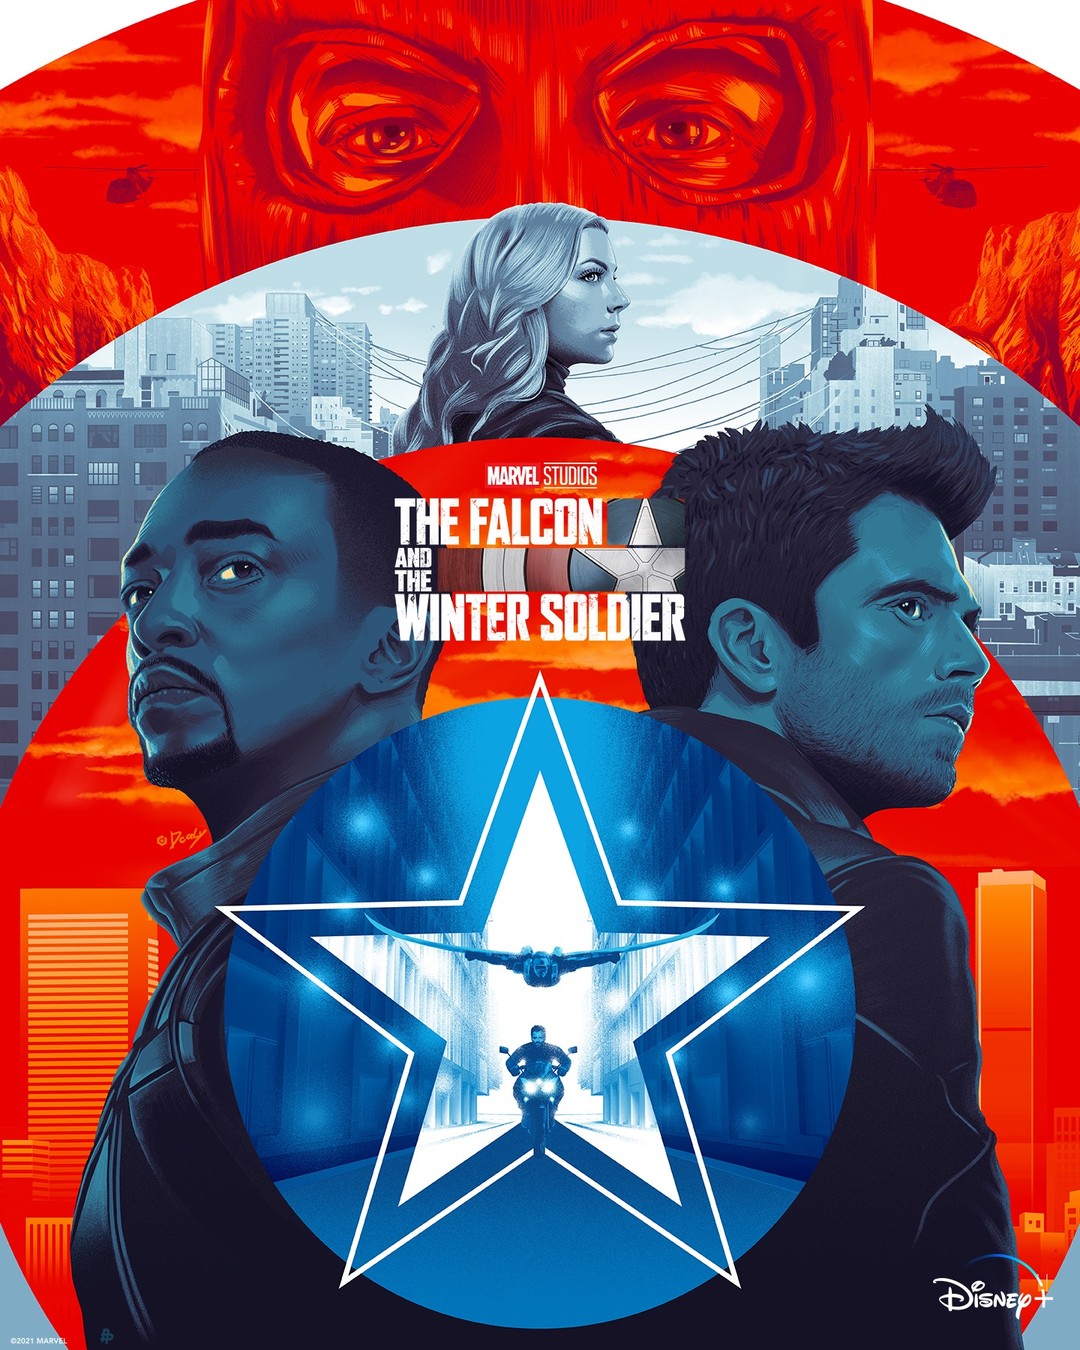 MARVEL STUDIOS
THE FALCON
AND
THE
WINTER SOLDIER
Disney+
©2021 MARVEL